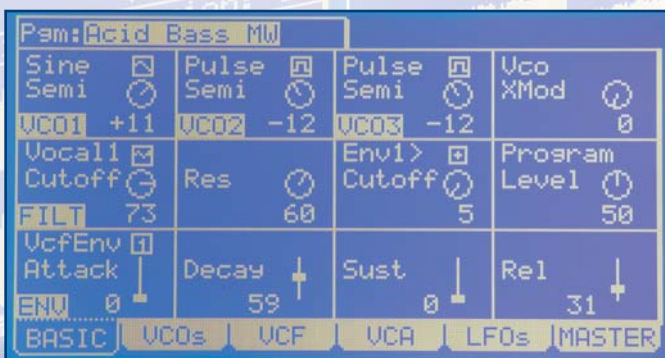 Pgm:Acid Bass MW
Sine Pulse Pulse Vco
Semi Semi Semi XMod
VCO1 +11 VCO2 -12 VCO3 -12 0
Vocal1 Env1> Program
Cutoff Res Cutoff Level
FILT 73 60 5 50
VcfEnv 1
Attack Decay Sust Rel
ENV 0 59 0 31
BASIC VCOs VCF VCA LFOs MASTER